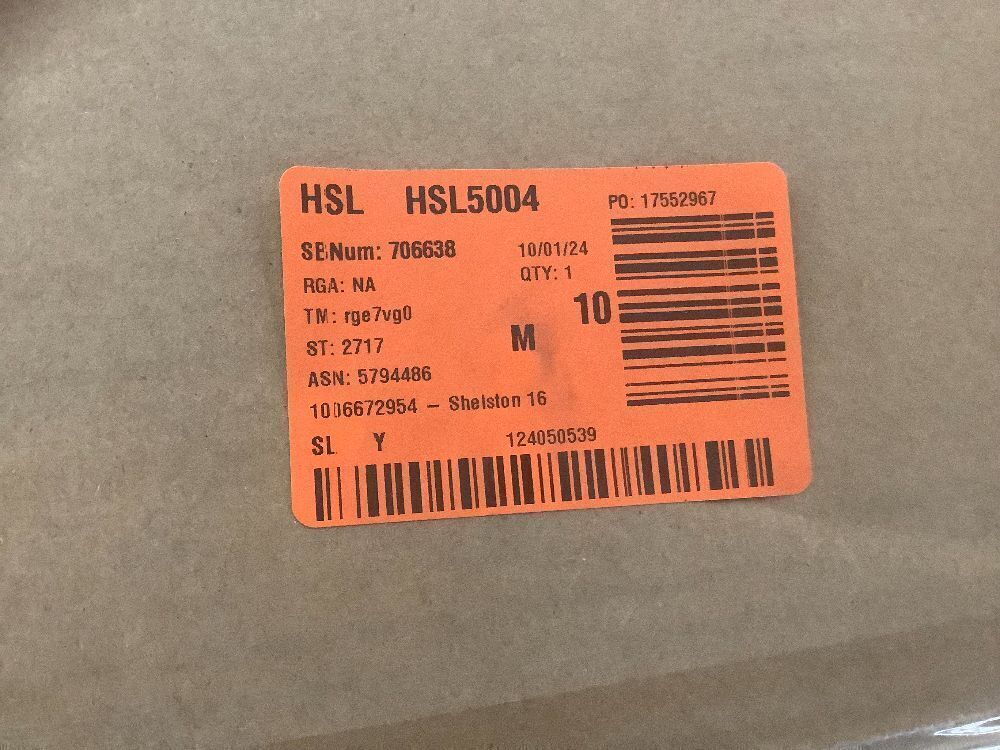 HSL HSL5004
PO: 17552967
SBNum: 706638
10/01/24
RGA: NA
QTY: 1
TM: rge7vg0
10
ST: 2717
M
ASN: 5794486
1006672954 – Shelston 16
SL Y
124050539